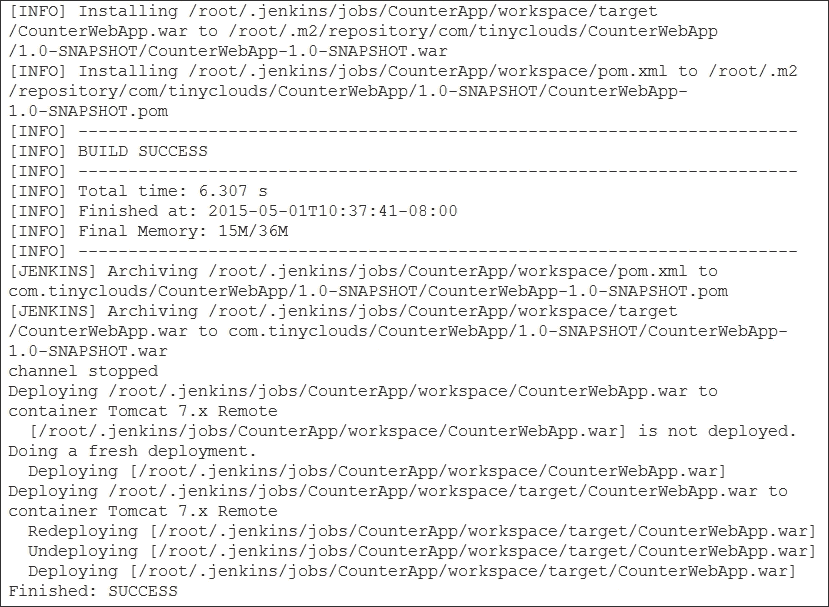 [INFO] Installing /root/.jenkins/jobs/CounterApp/workspace/target
/CounterWebApp.war to /root/.m2/repository/com/tinyclouds/CounterWebApp
/1.0-SNAPSHOT/CounterWebApp-1.0-SNAPSHOT.war
[INFO] Installing /root/.jenkins/jobs/CounterApp/workspace/pom.xml to /root/.m2
/repository/com/tinyclouds/CounterWebApp/1.0-SNAPSHOT/CounterWebApp-
1.0-SNAPSHOT.pom
[INFO] ------------------------------------------------------------------------
[INFO] BUILD SUCCESS
[INFO] ------------------------------------------------------------------------
[INFO] Total time: 6.307 s
[INFO] Finished at: 2015-05-01T10:37:41-08:00
[INFO] Final Memory: 15M/36M
[INFO] ------------------------------------------------------------------------
[JENKINS] Archiving /root/.jenkins/jobs/CounterApp/workspace/pom.xml to
com.tinyclouds/CounterWebApp/1.0-SNAPSHOT/CounterWebApp-1.0-SNAPSHOT.pom
[JENKINS] Archiving /root/.jenkins/jobs/CounterApp/workspace/target
/CounterWebApp.war to com.tinyclouds/CounterWebApp/1.0-SNAPSHOT/CounterWebApp-
1.0-SNAPSHOT.war
channel stopped
Deploying /root/.jenkins/jobs/CounterApp/workspace/CounterWebApp.war to
container Tomcat 7.x Remote
  [/root/.jenkins/jobs/CounterApp/workspace/CounterWebApp.war] is not deployed.
Doing a fresh deployment.
  Deploying [/root/.jenkins/jobs/CounterApp/workspace/CounterWebApp.war]
Deploying /root/.jenkins/jobs/CounterApp/workspace/target/CounterWebApp.war to
container Tomcat 7.x Remote
  Redeploying [/root/.jenkins/jobs/CounterApp/workspace/target/CounterWebApp.war]
  Undeploying [/root/.jenkins/jobs/CounterApp/workspace/target/CounterWebApp.war]
  Deploying [/root/.jenkins/jobs/CounterApp/workspace/target/CounterWebApp.war]
Finished: SUCCESS